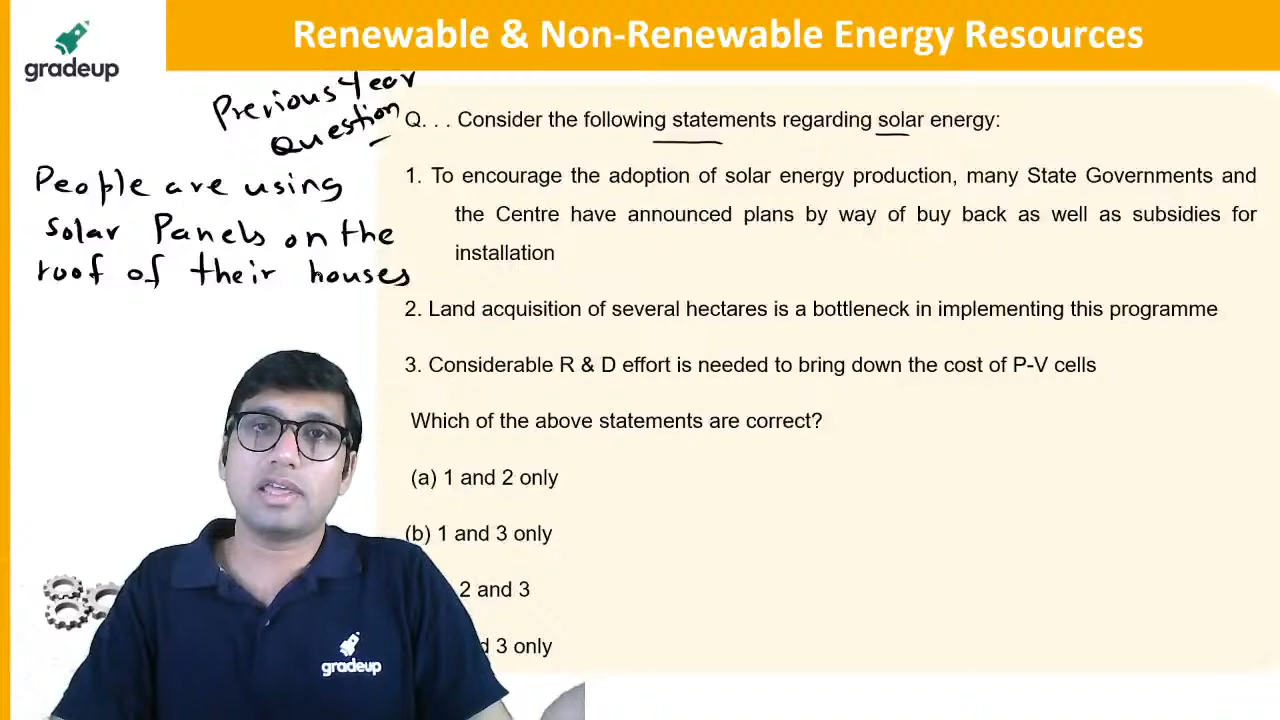 Renewable & Non-Renewable Energy Resources
gradeup
Previous Year
Question
People are using
Solar Panels on the
roof of their houses
Q. . . Consider the following statements regarding solar energy:
1. To encourage the adoption of solar energy production, many State Governments and
the Centre have announced plans by way of buy back as well as subsidies for
installation
2. Land acquisition of several hectares is a bottleneck in implementing this programme
3. Considerable R & D effort is needed to bring down the cost of P-V cells
Which of the above statements are correct?
(a) 1 and 2 only
(b) 1 and 3 only
2 and 3
3 only
gradeup